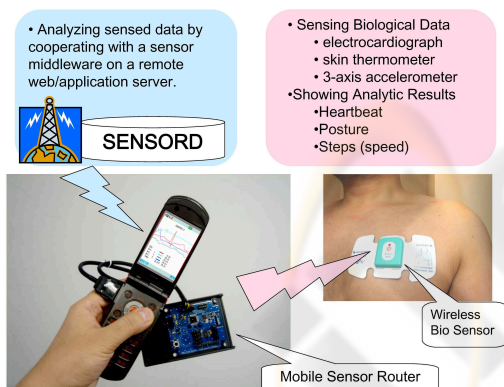 • Analyzing sensed data by
cooperating with a sensor
middleware on a remote
web/application server.
SENSORD
• Sensing Biological Data
• electrocardiograph
• skin thermometer
• 3-axis accelerometer
•Showing Analytic Results
•Heartbeat
•Posture
•Steps (speed)
Wireless
Bio Sensor
Mobile Sensor Router